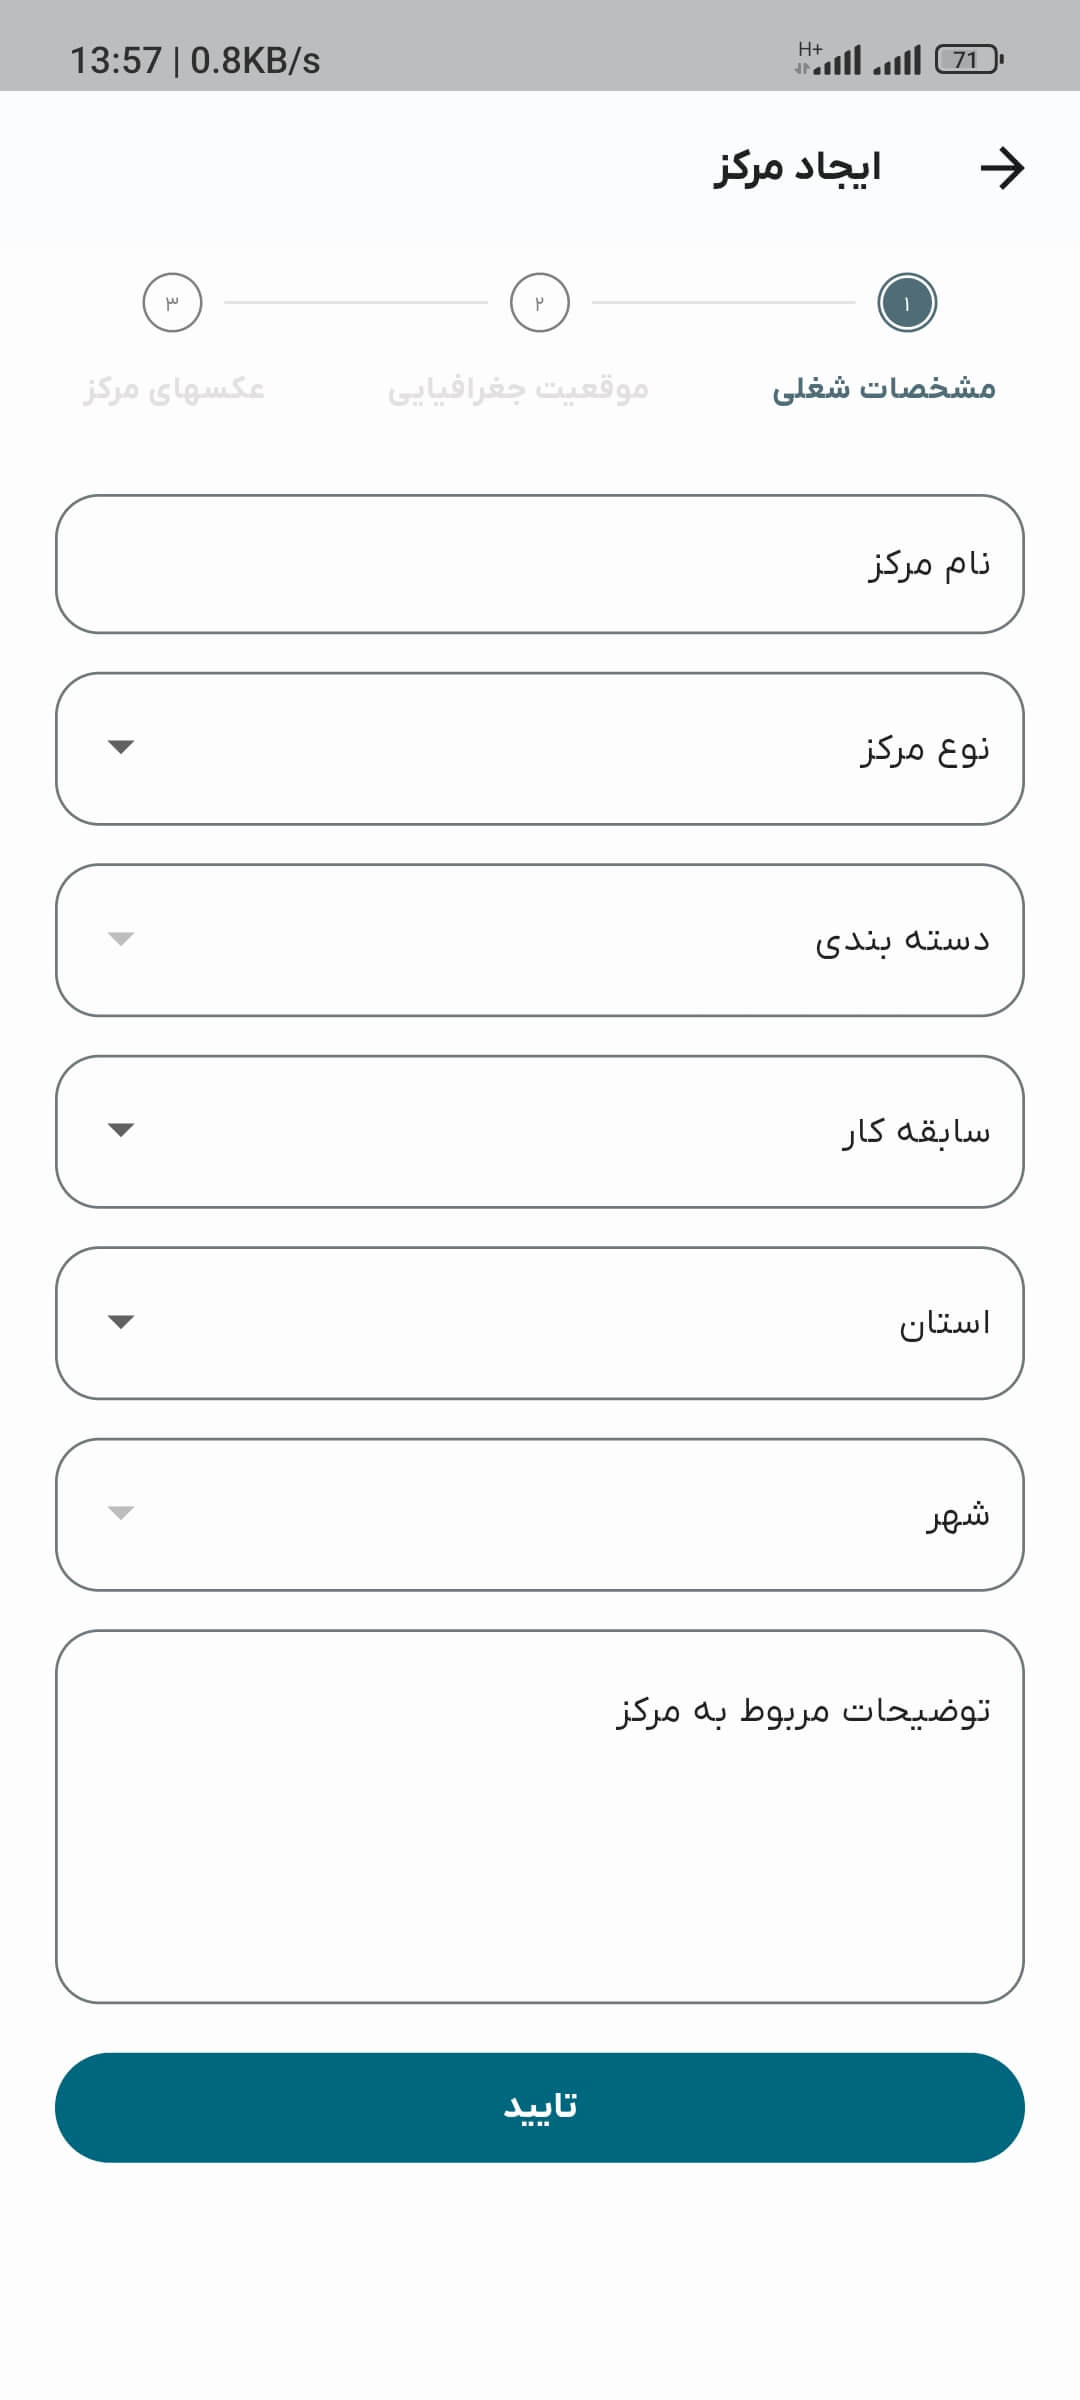 13:57 | 0.8KB/s H+ 71
ایجاد مرکز
۱ ۲ ۳
مشخصات شغلی موقعیت جغرافیایی عکسهای مرکز
نام مرکز
نوع مرکز
دسته بندی
سابقه کار
استان
شهر
توضیحات مربوط به مرکز
تایید